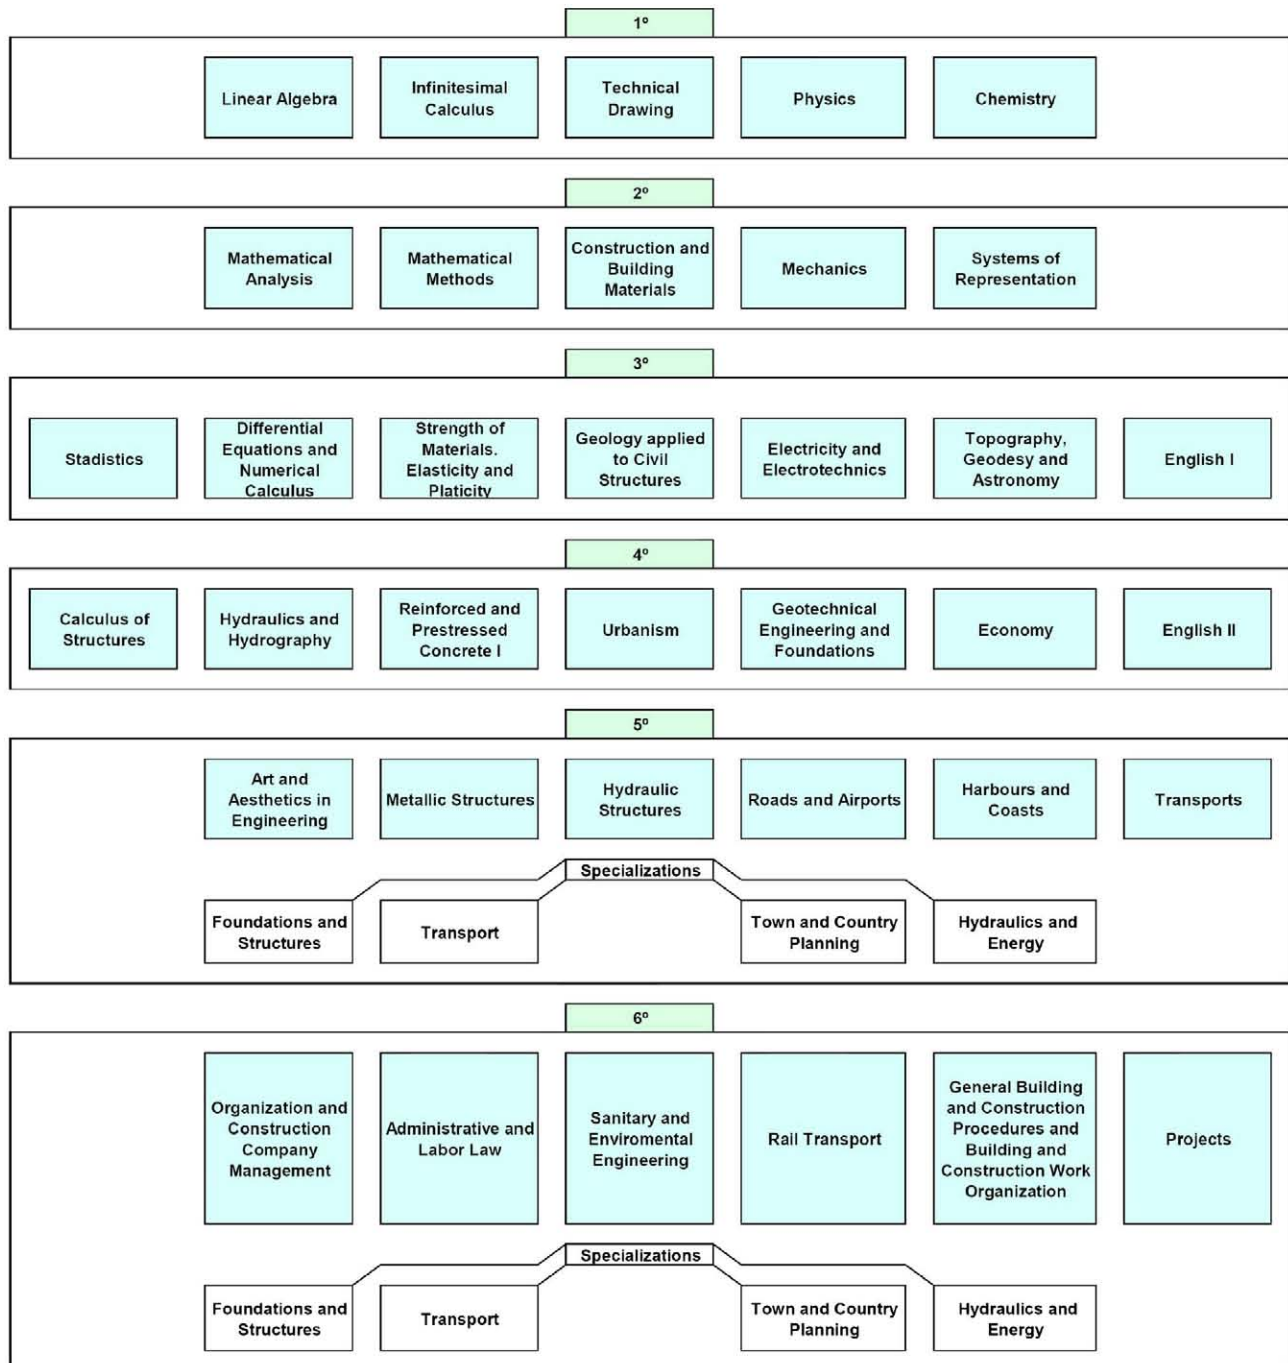 1º
Linear Algebra
Infinitesimal
Calculus
Technical
Drawing
Physics
Chemistry
2º
Mathematical
Analysis
Mathematical
Methods
Construction and
Building
Materials
Mechanics
Systems of
Representation
3º
Stadistics
Differential
Equations and
Numerical
Calculus
Strength of
Materials.
Elasticity and
Platicity
Geology applied
to Civil
Structures
Electricity and
Electrotechnics
Topography,
Geodesy and
Astronomy
English I
4º
Calculus of
Structures
Hydraulics and
Hydrography
Reinforced and
Prestressed
Concrete I
Urbanism
Geotechnical
Engineering and
Foundations
Economy
English II
5º
Art and
Aesthetics in
Engineering
Metallic Structures
Hydraulic
Structures
Roads and Airports
Harbours and
Coasts
Transports
Specializations
Foundations and
Structures
Transport
Town and Country
Planning
Hydraulics and
Energy
6º
Organization and
Construction
Company
Management
Administrative and
Labor Law
Sanitary and
Enviromental
Engineering
Rail Transport
General Building
and Construction
Procedures and
Building and
Construction Work
Organization
Projects
Specializations
Foundations and
Structures
Transport
Town and Country
Planning
Hydraulics and
Energy